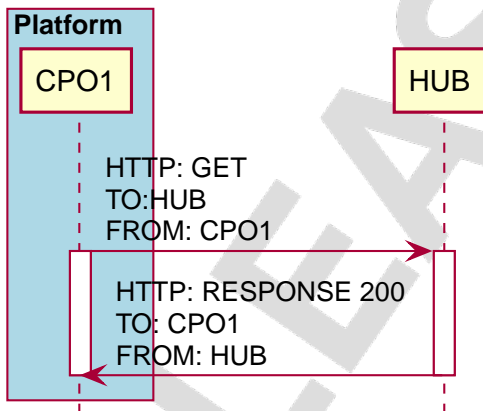 Platform
CPO1
HUB
HTTP: GET
TO:HUB
FROM: CPO1
HTTP: RESPONSE 200
TO: CPO1
FROM: HUB